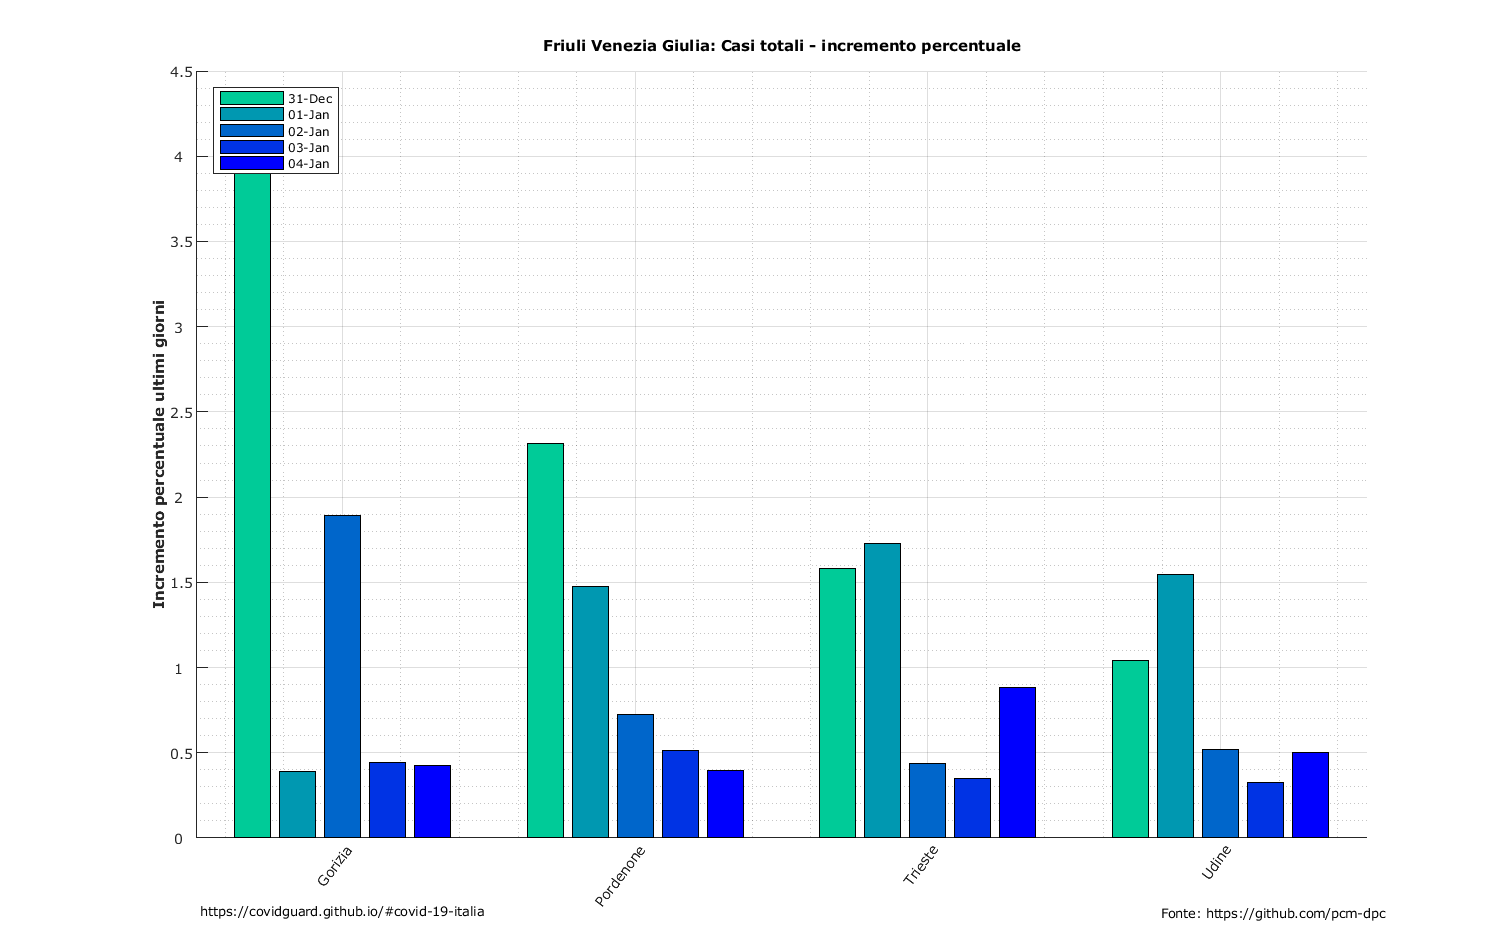 Friuli Venezia Giulia: Casi totali - incremento percentuale
31-Dec
01-Jan
02-Jan
03-Jan
04-Jan
Incremento percentuale ultimi giorni
4.5
4
3.5
3
2.5
2
1.5
1
0.5
0
Gorizia
Pordenone
Trieste
Udine
https://covidguard.github.io/#covid-19-italia
Fonte: https://github.com/pcm-dpc